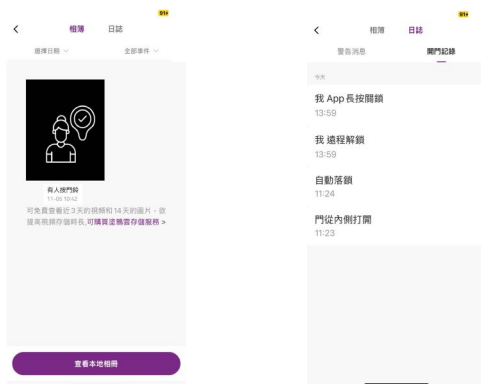 91
相簿 日誌
選擇日期 全部事件
有人按門鈴
11-05 10:42
可免費查看近3天的視頻和14天的圖片，欲
提高視頻存儲時長,可購買塗鴉雲存儲服務 »
查看本地相冊
91
相簿 日誌
警告消息 開門記錄
今天
我 App 長按關鎖
13:59
我 遠程解鎖
13:59
自動落鎖
11:24
門從內側打開
11:23